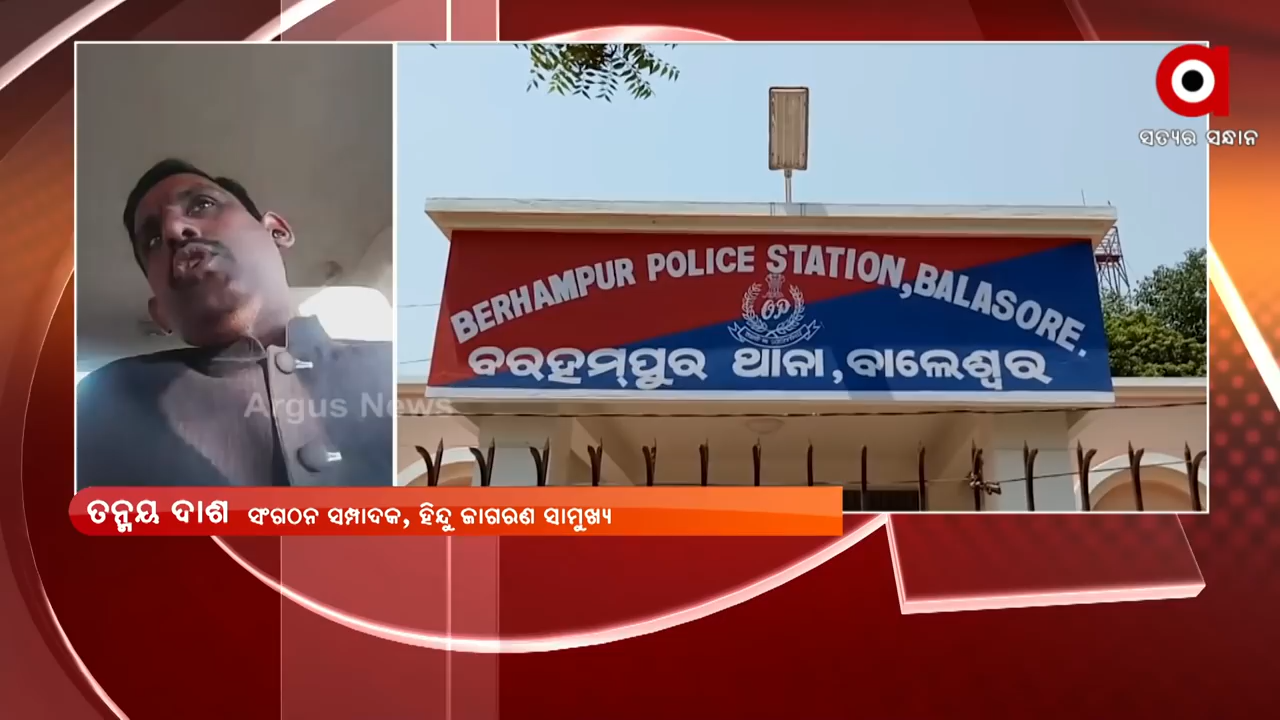 ସତ୍ୟର ସନ୍ଧାନ
BERHAMPUR POLICE STATION, BALASORE.
ବରହମ୍ପୁର ଥାନା, ବାଲେଶ୍ୱର
Argus News
ତନ୍ମୟ ଦାଶ ସଂଗଠନ ସମ୍ପାଦକ, ହିନ୍ଦୁ ଜାଗରଣ ସାମୁଖ୍ୟ